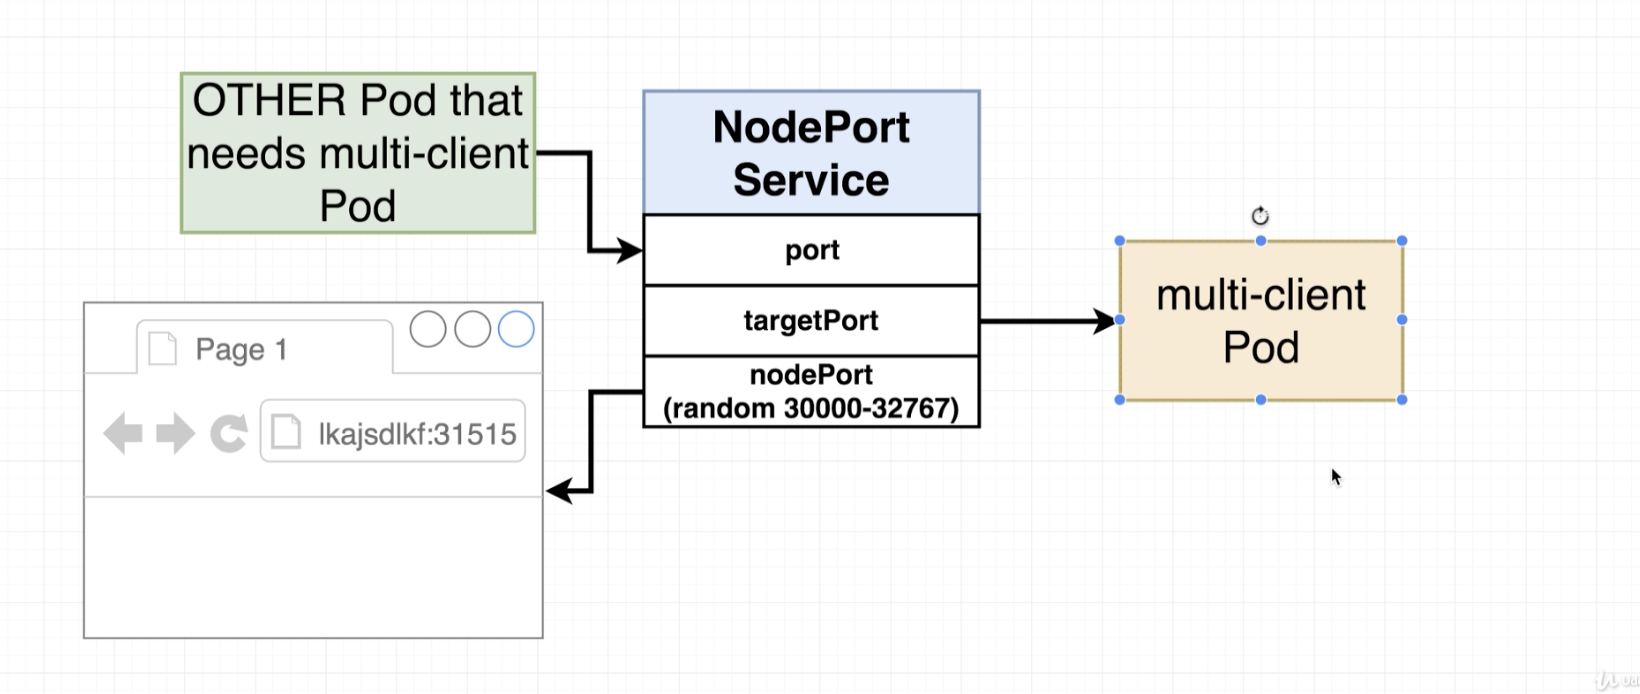 OTHER Pod that
needs multi-client
Pod
NodePort
Service
port
targetPort
nodePort
(random 30000-32767)
multi-client
Pod
Page 1
lkajsdlkf:31515